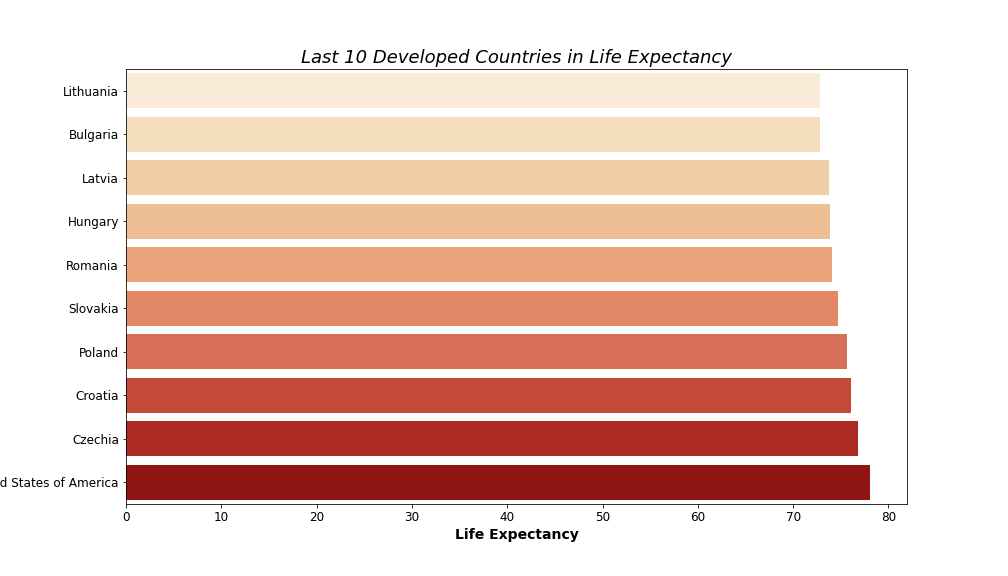 Last 10 Developed Countries in Life Expectancy
Lithuania
Bulgaria
Latvia
Hungary
Romania
Slovakia
Poland
Croatia
Czechia
d States of America
0 10 20 30 40 50 60 70 80
Life Expectancy